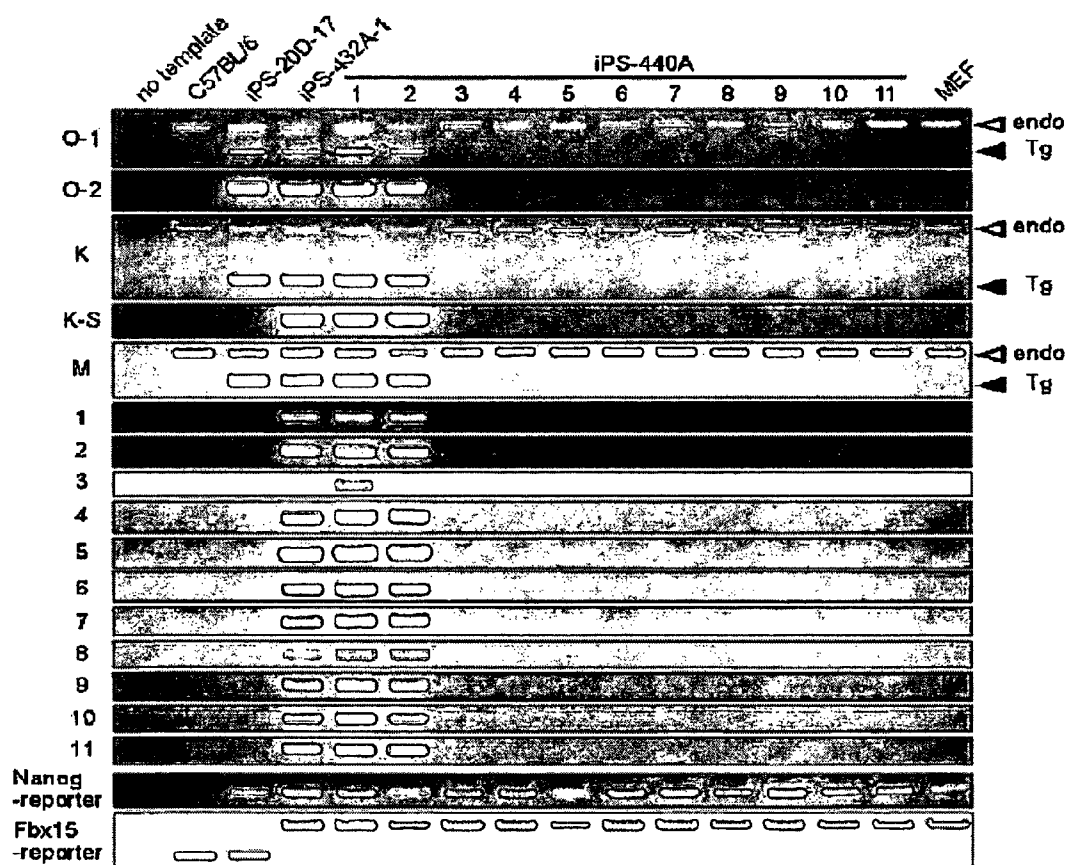 no template
C57BL/6
iPS-20D-17
iPS-432A-1
iPS-440A
1 2 3 4 5 6 7 8 9 10 11
MEF
O-1
endo
Tg
O-2
K
endo
Tg
K-S
M
endo
Tg
1
2
3
4
5
6
7
8
9
10
11
Nanog
-reporter
Fbx15
-reporter